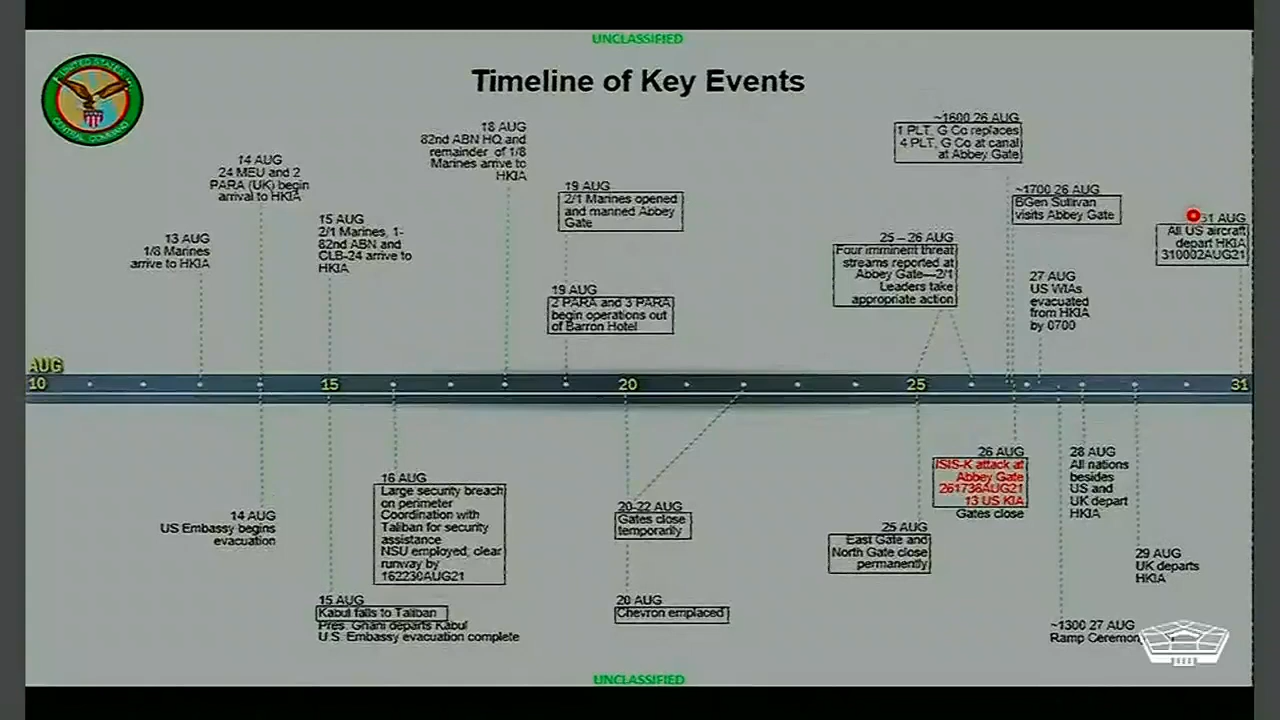 UNCLASSIFIED
Timeline of Key Events
UNITED STATES
CENTRAL COMMAND
13 AUG
1/8 Marines
arrive to HKIA
14 AUG
24 MEU and 2
PARA (UK) begin
arrival to HKIA
15 AUG
2/1 Marines, 1-
82nd ABN and
CLB-24 arrive to
HKIA
18 AUG
82nd ABN HQ and
remainder of 1/8
Marines arrive to
HKIA
19 AUG
2/1 Marines opened
and manned Abbey
Gate
19 AUG
2 PARA and 3 PARA
begin operations out
of Barron Hotel
25 – 26 AUG
Four imminent threat
streams reported at
Abbey Gate—2/1
Leaders take
appropriate action
~1600 26 AUG
1 PLT, G Co replaces
4 PLT, G Co at canal
at Abbey Gate
~1700 26 AUG
BGen Sullivan
visits Abbey Gate
27 AUG
US WIAs
evacuated
from HKIA
by 0700
31 AUG
All US aircraft
depart HKIA
310002AUG21
AUG
10 15 20 25 31
14 AUG
US Embassy begins
evacuation
15 AUG
Kabul falls to Taliban
Pres. Ghani departs Kabul
U.S. Embassy evacuation complete
16 AUG
Large security breach
on perimeter
Coordination with
Taliban for security
assistance
NSU employed; clear
runway by
162230AUG21
20-22 AUG
Gates close
temporarily
20 AUG
Chevron emplaced
25 AUG
East Gate and
North Gate close
permanently
26 AUG
ISIS-K attack at
Abbey Gate
261736AUG21
13 US KIA
Gates close
28 AUG
All nations
besides
US and
UK depart
HKIA
29 AUG
UK departs
HKIA
~1300 27 AUG
Ramp Ceremon
UNCLASSIFIED